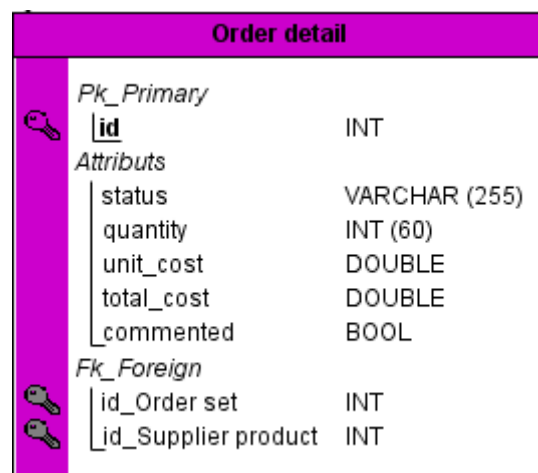 Order detail
Pk_Primary
id INT
Attributs
status VARCHAR (255)
quantity INT (60)
unit_cost DOUBLE
total_cost DOUBLE
commented BOOL
Fk_Foreign
id_Order set INT
id_Supplier product INT